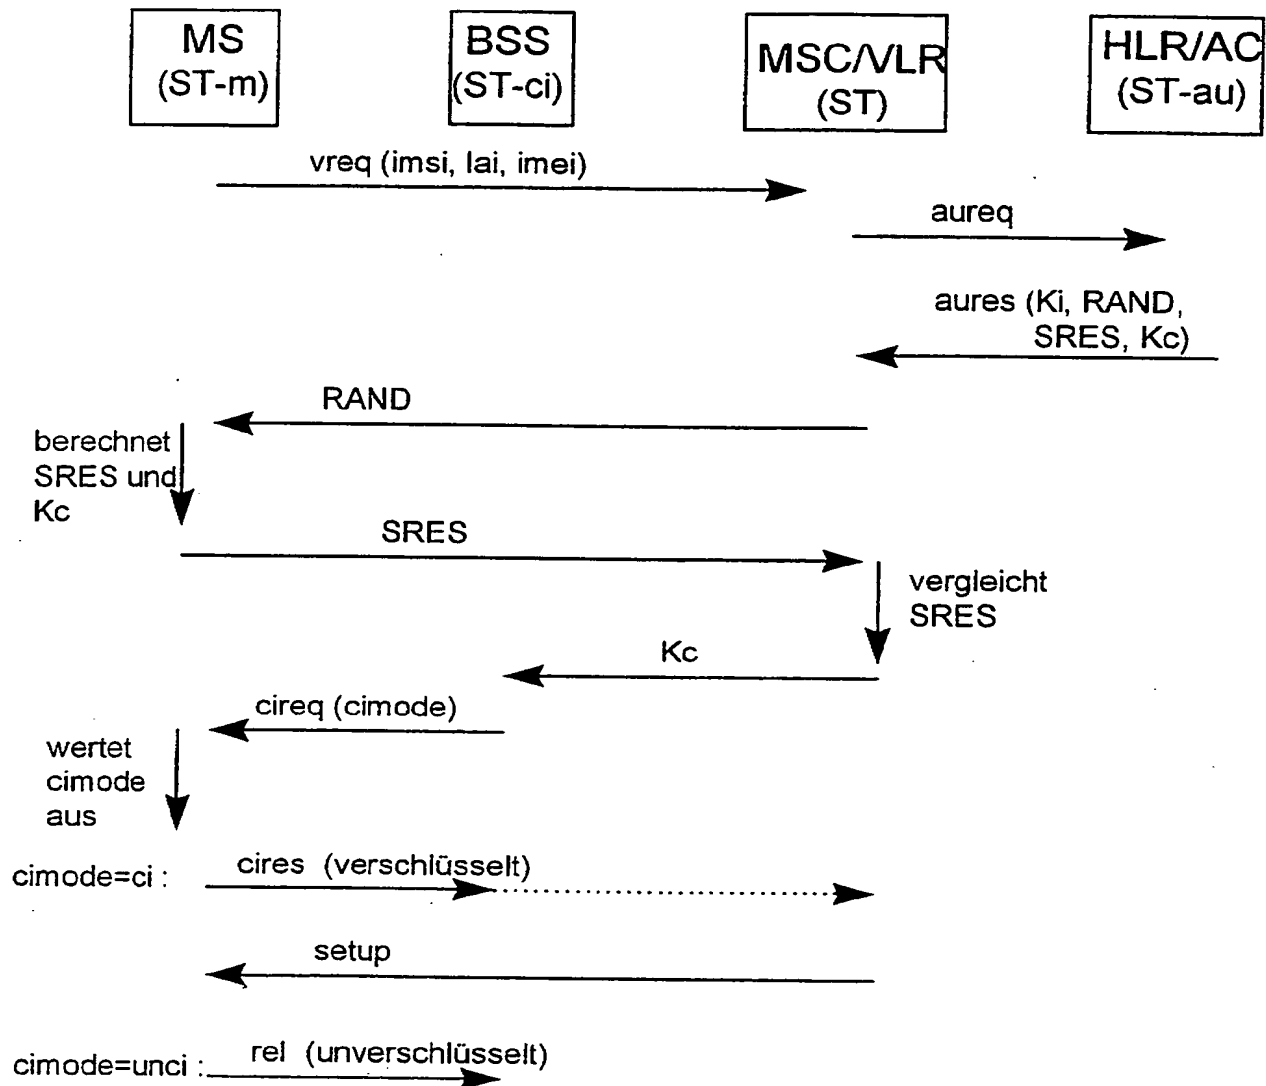 MS
(ST-m)
BSS
(ST-ci)
MSC/VLR
(ST)
HLR/AC
(ST-au)
vreq (imsi, lai, imei)
aureq
aures (Ki, RAND,
SRES, Kc)
RAND
berechnet
SRES und
Kc
SRES
vergleicht
SRES
Kc
cireq (cimode)
wertet
cimode
aus
cimode=ci :
cires (verschlüsselt)
setup
cimode=unci :
rel (unverschlüsselt)